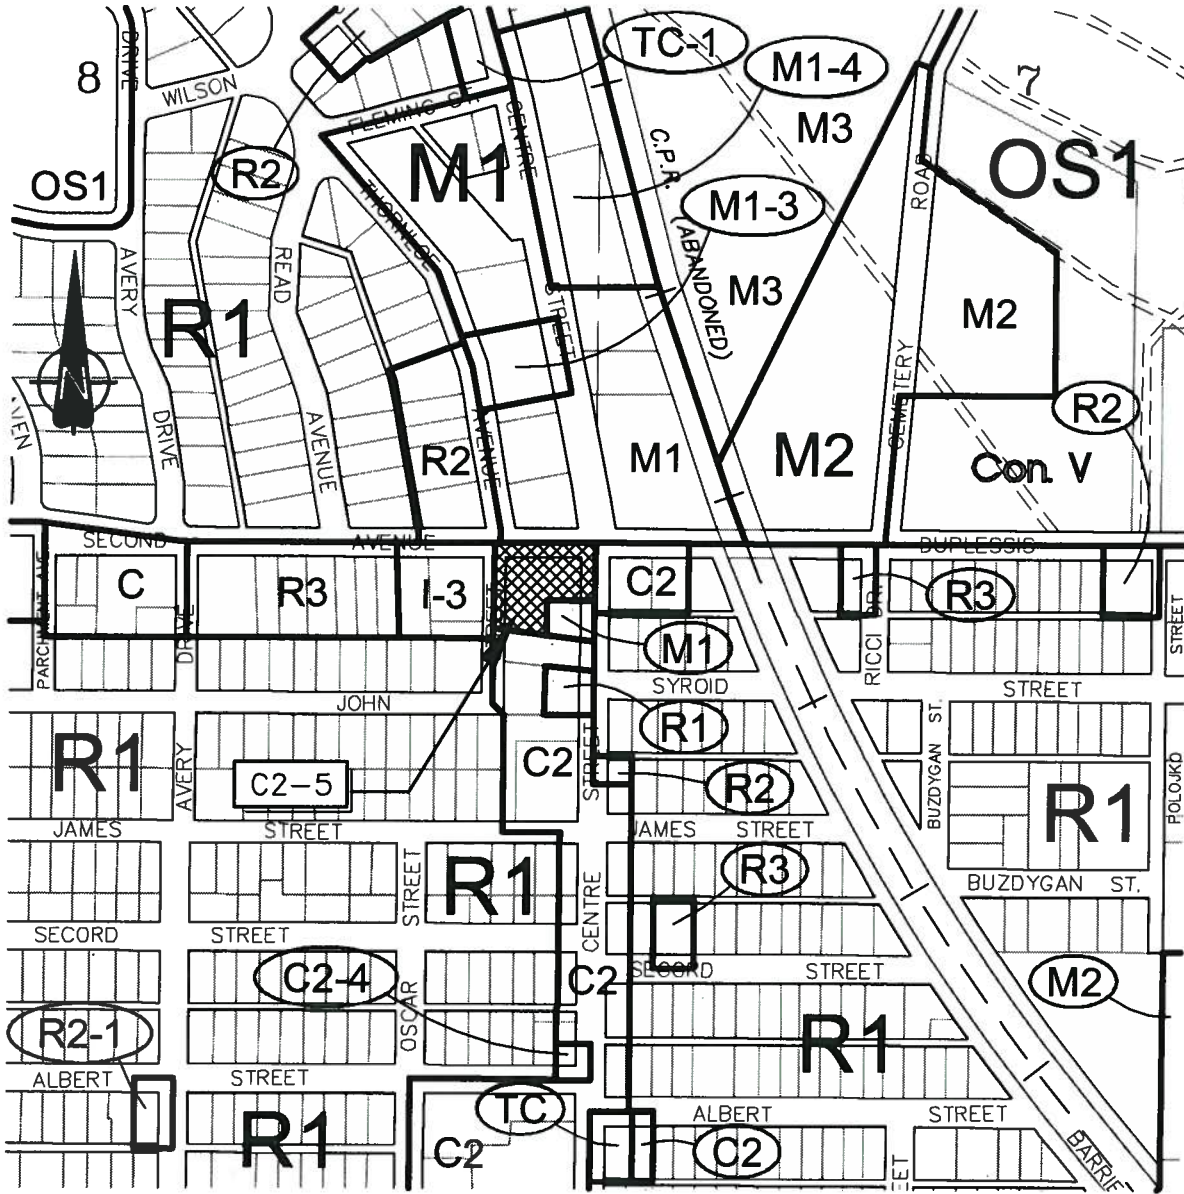 8
DRIVE
WILSON
TC-1
M1-4
7
M3
FLEMING ST.
CENTRE
C.P.R.
(ABANDONED)
OS1
R2
M1
OS1
ROAD
M1-3
THORNLOE
AVERY
READ
R1
STREET
M3
M2
CEMETERY
R2
N
DRIVE
AVENUE
R2
AVENUE
M1
M2
Con. V
SECOND
AVENUE
DUPLESSIS
PARCHMENT AVE
C
DRIVE
R3
I-3
C2
RICCI DR.
R3
STREET
M1
SYROID
STREET
JOHN
R1
R1
AVERY
C2-5
C2
STREET
R2
BUZDYGAN ST.
R1
POLOJKO
JAMES
STREET
JAMES
STREET
R3
STREET
R1
CENTRE
BUZDYGAN ST.
SECORD
STREET
C2-4
C2
SECORD
STREET
M2
R2-1
OSCAR
R1
ALBERT
STREET
TC
ALBERT
STREET
R1
C2
C2
BARRIE